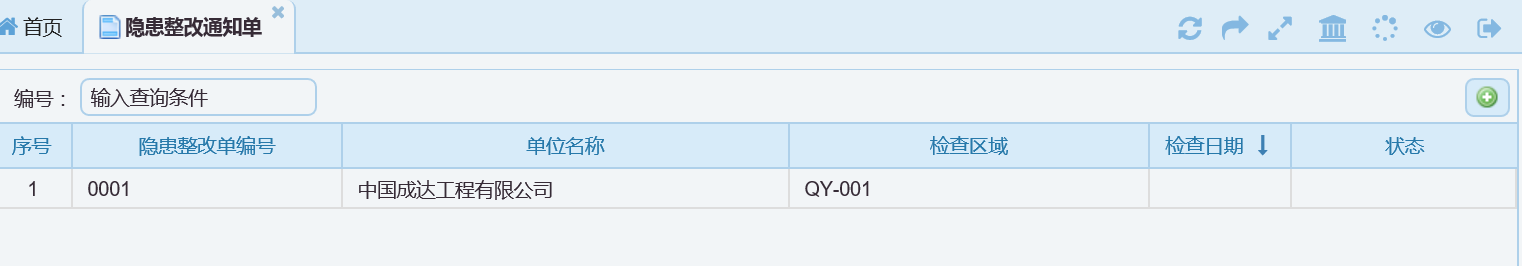 首页 隐患整改通知单
编号： 输入查询条件
序号 隐患整改单编号 单位名称 检查区域 检查日期 状态
1 0001 中国成达工程有限公司 QY-001